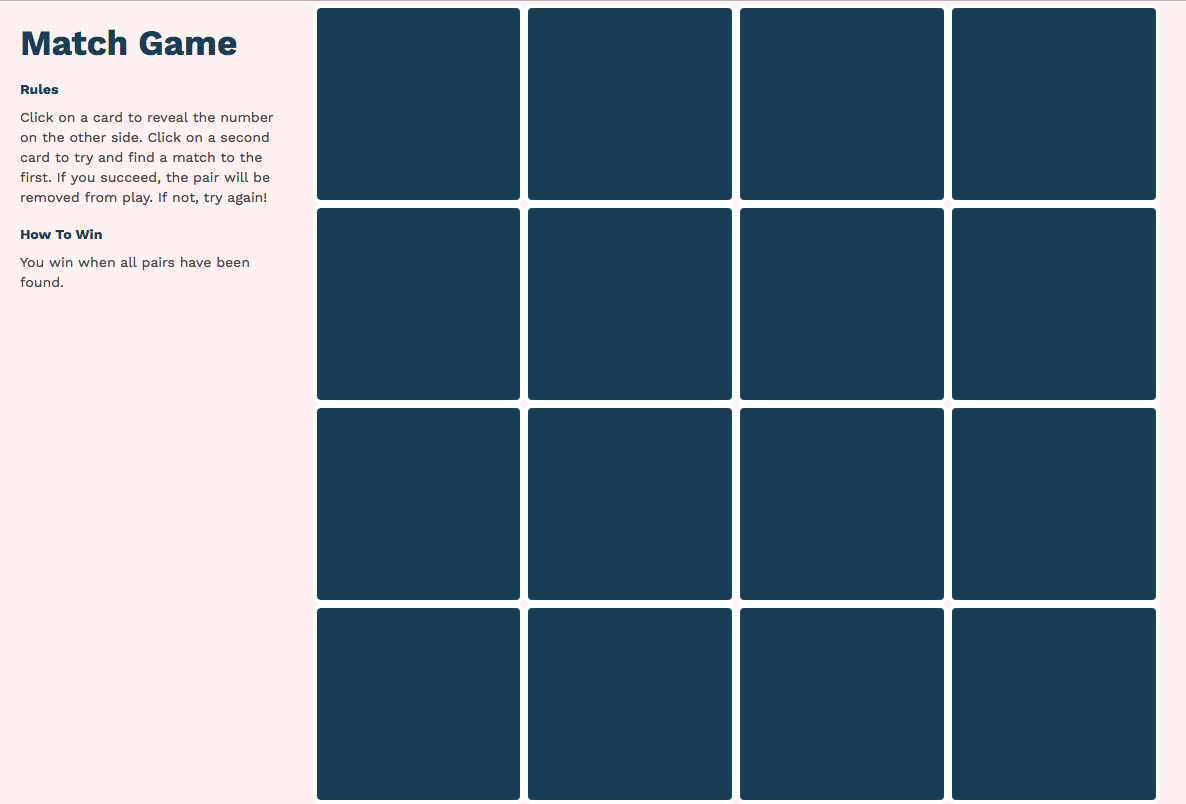 Match Game
Rules
Click on a card to reveal the number
on the other side. Click on a second
card to try and find a match to the
first. If you succeed, the pair will be
removed from play. If not, try again!
How To Win
You win when all pairs have been
found.